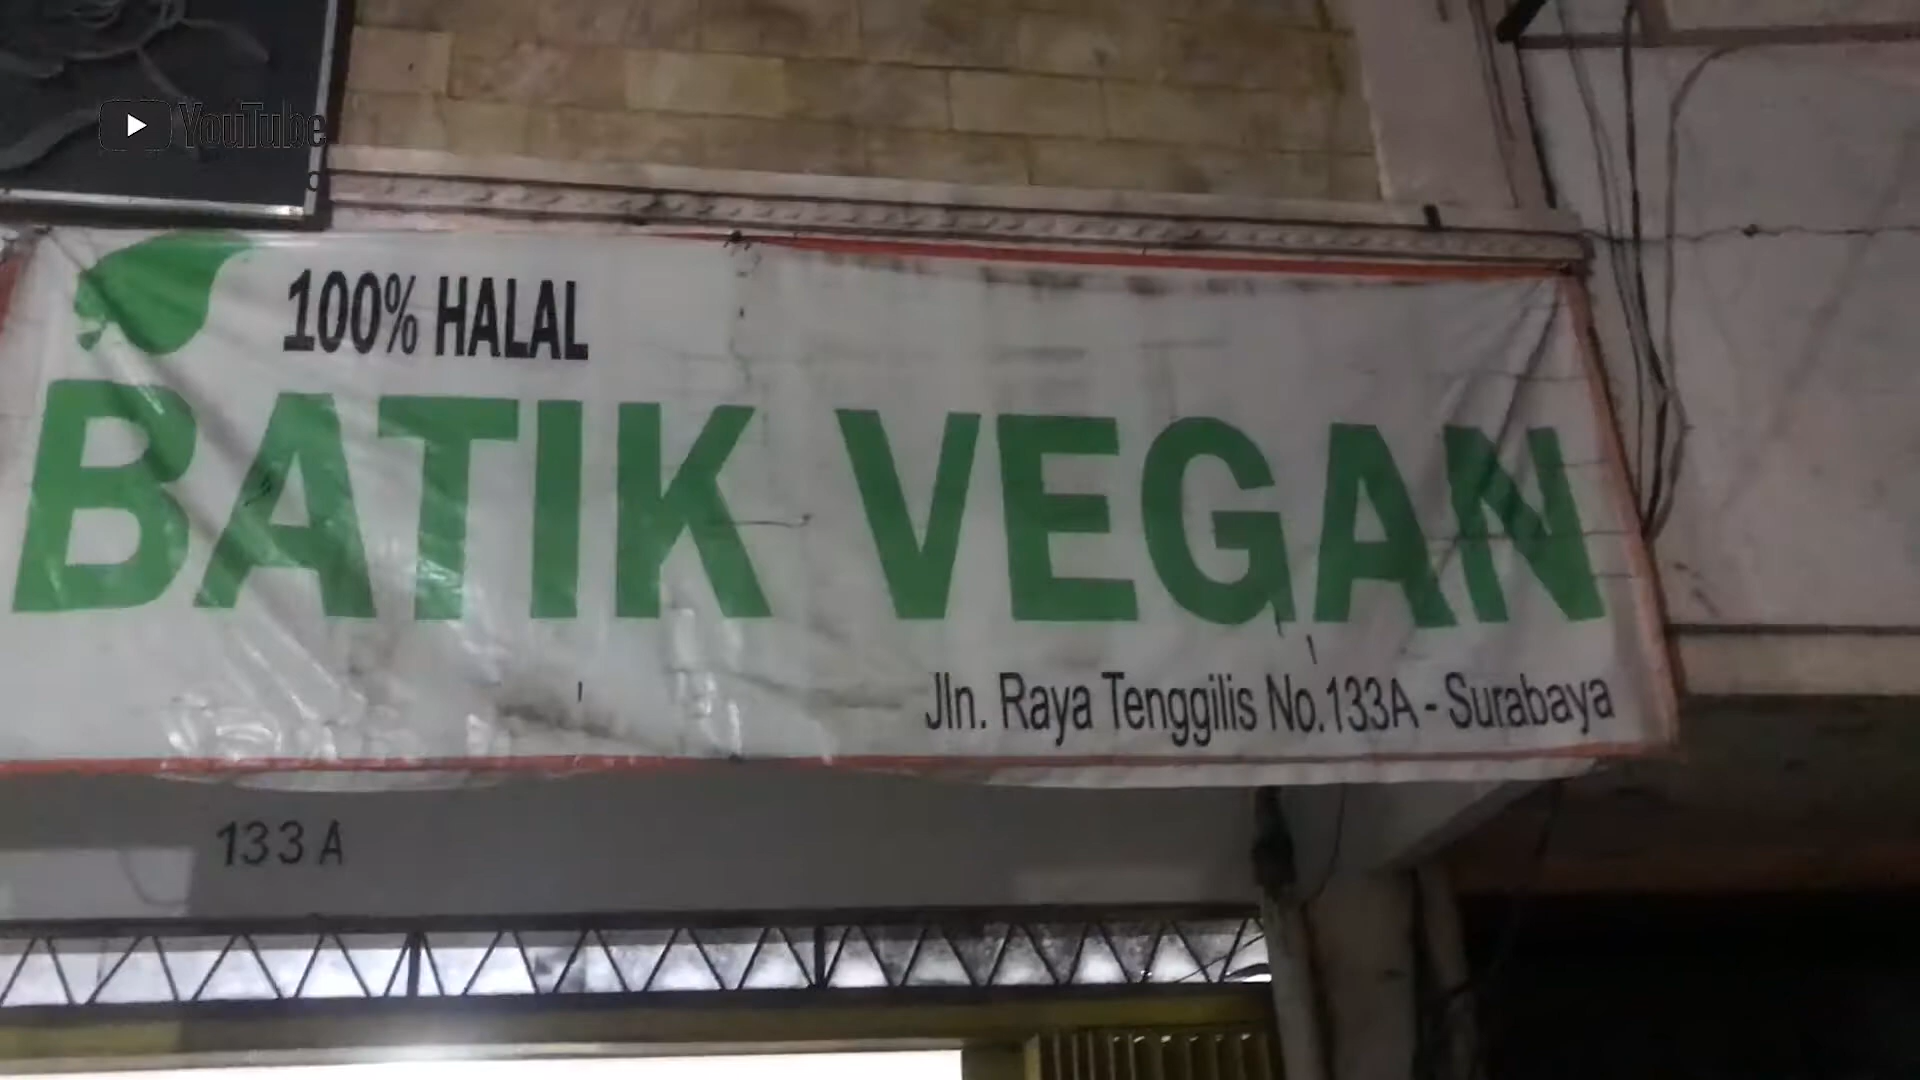 YouTube
100% HALAL
BATIK VEGAN
Jln. Raya Tenggilis No.133A - Surabaya
133 A